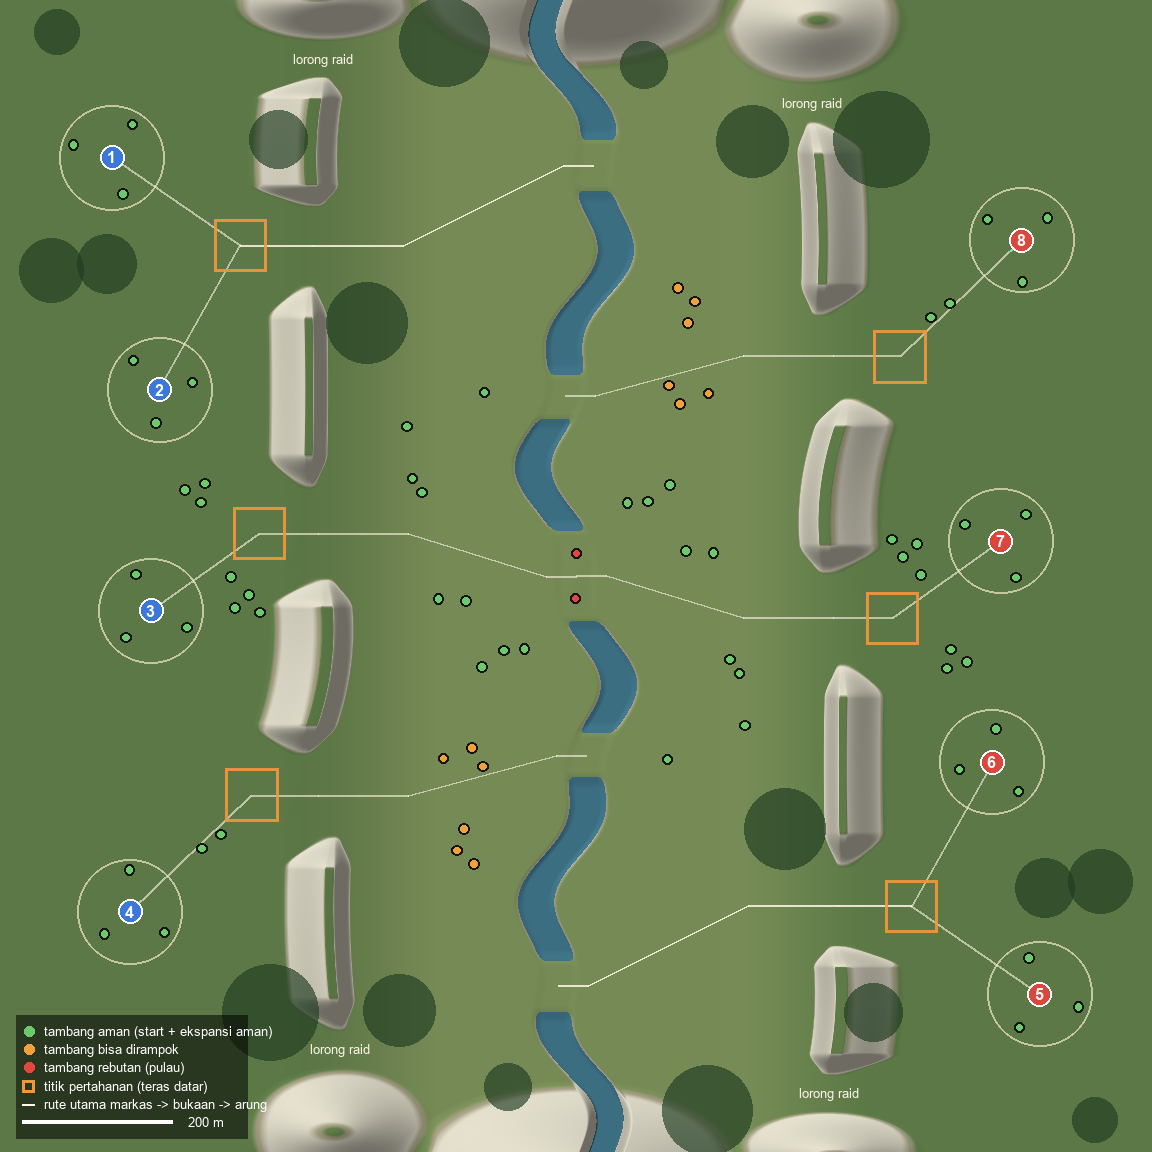 lorong raid
lorong raid
1
8
2
7
3
6
4
5
lorong raid
lorong raid
tambang aman (start + ekspansi aman)
tambang bisa dirampok
tambang rebutan (pulau)
titik pertahanan (teras datar)
rute utama markas -> bukaan -> arung
200 m